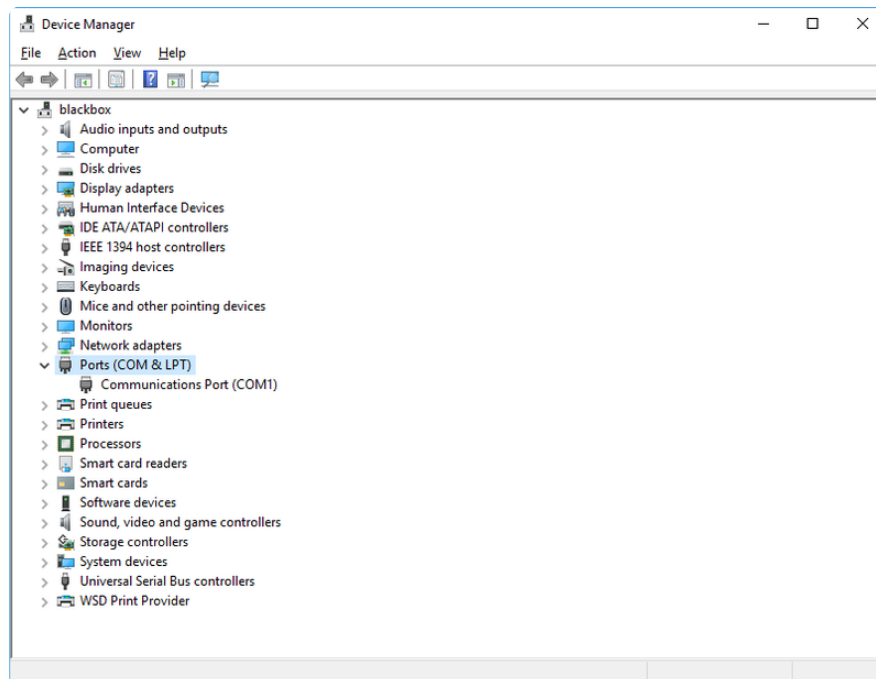 Device Manager
File Action View Help
blackbox
Audio inputs and outputs
Computer
Disk drives
Display adapters
Human Interface Devices
IDE ATA/ATAPI controllers
IEEE 1394 host controllers
Imaging devices
Keyboards
Mice and other pointing devices
Monitors
Network adapters
Ports (COM & LPT)
Communications Port (COM1)
Print queues
Printers
Processors
Smart card readers
Smart cards
Software devices
Sound, video and game controllers
Storage controllers
System devices
Universal Serial Bus controllers
WSD Print Provider